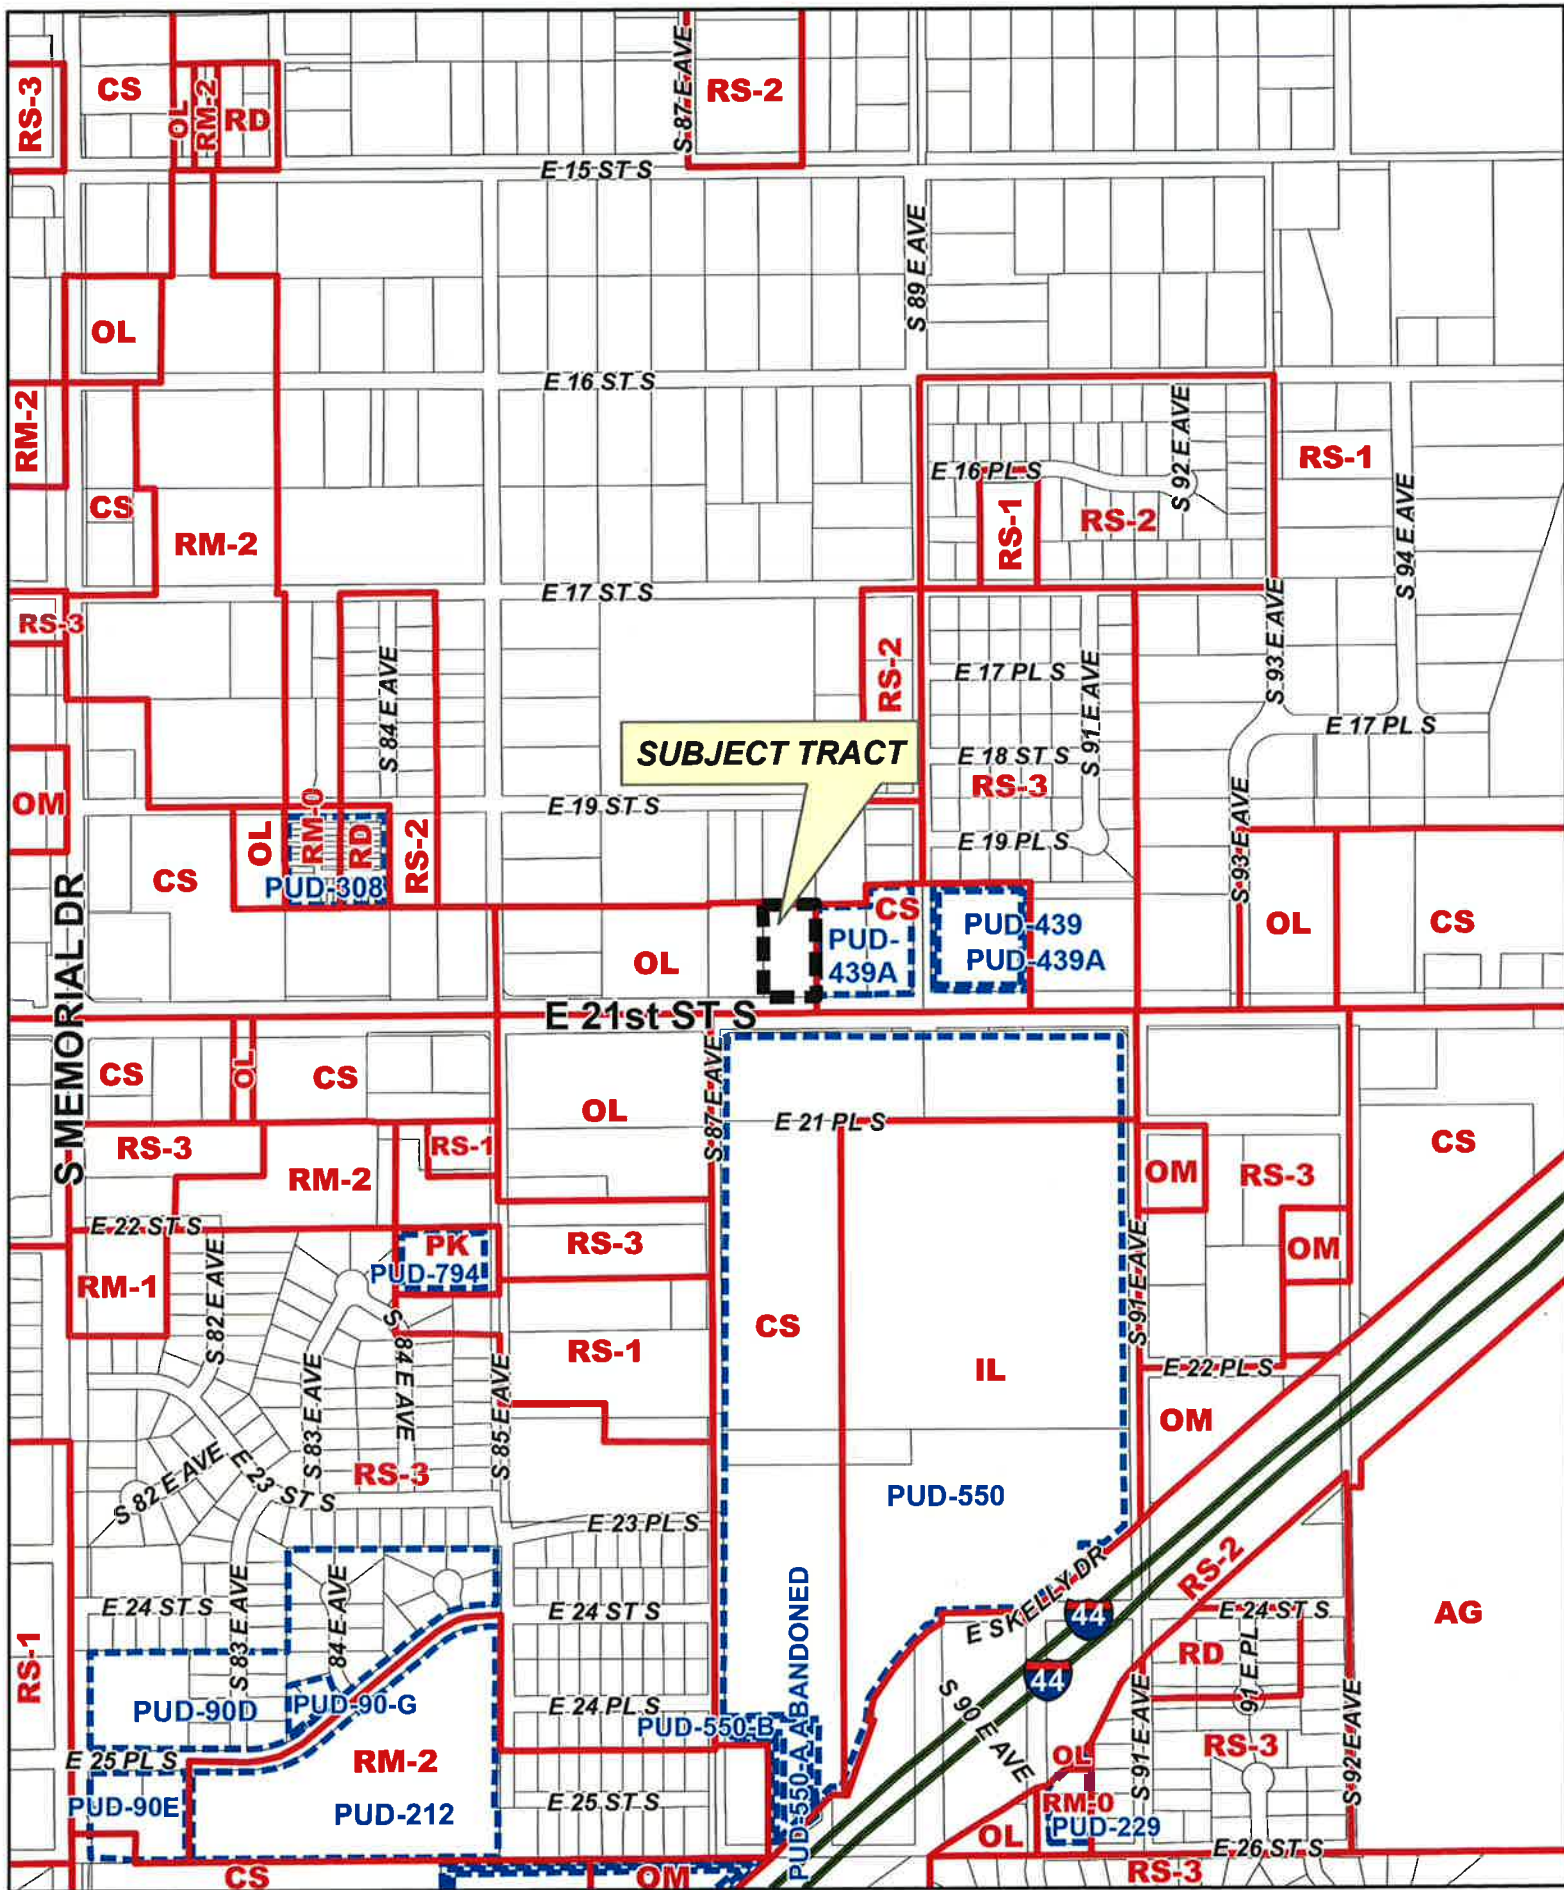 RS-3
CS
OL
RM-2
RD
S 87 E AVE
RS-2
E 15 ST S
S 89 E AVE
OL
E 16 ST S
RM-2
CS
RM-2
E 16 PL S
S 92 E AVE
RS-1
RS-2
RS-1
S 94 E AVE
E 17 ST S
RS-3
S 84 E AVE
RS-2
E 17 PL S
S 91 E AVE
S 93 E AVE
E 17 PL S
SUBJECT TRACT
E 18 ST S
RS-3
OM
E 19 ST S
OL
RM-0
RD
RS-2
E 19 PL S
S 93 E AVE
CS
PUD-308
CS
PUD-
439A
PUD-439
PUD-439A
OL
CS
OL
S MEMORIAL DR
E 21st ST S
CS
OL
CS
OL
S 87 E AVE
E 21 PL S
CS
RS-3
RM-2
RS-1
OM
RS-3
E 22 ST S
PK
PUD-794
RS-3
OM
RM-1
S 82 E AVE
S 84 E AVE
S 83 E AVE
S 85 E AVE
RS-1
CS
IL
S 91 E AVE
E 22 PL S
OM
S 82 E AVE
E 23 ST S
RS-3
PUD-550
E 23 PL S
E SKELLY DR
RS-2
44
44
E 24 ST S
S 83 E AVE
84 E AVE
E 24 ST S
E 24 ST S
AG
RS-1
RD
91 E PL
PUD-90D
PUD-90-G
E 24 PL S
PUD-550-B
PUD-550-A ABANDONED
S 90 E AVE
S 91 E AVE
S 92 E AVE
RS-3
E 25 PL S
RM-2
OL
PUD-90E
PUD-212
E 25 ST S
RM-0
PUD-229
OL
E 26 ST S
CS
OM
RS-3